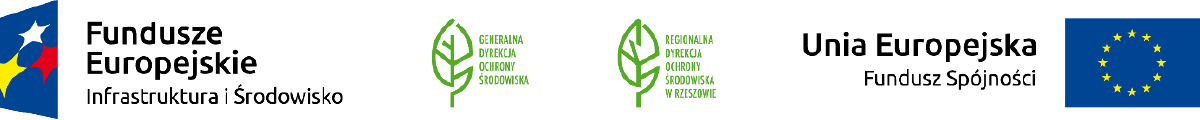 Fundusze
Europejskie
Infrastruktura i Środowisko
GENERALNA
DYREKCJA
OCHRONY
ŚRODOWISKA
REGIONALNA
DYREKCJA
OCHRONY
ŚRODOWISKA
W RZESZOWIE
Unia Europejska
Fundusz Spójności